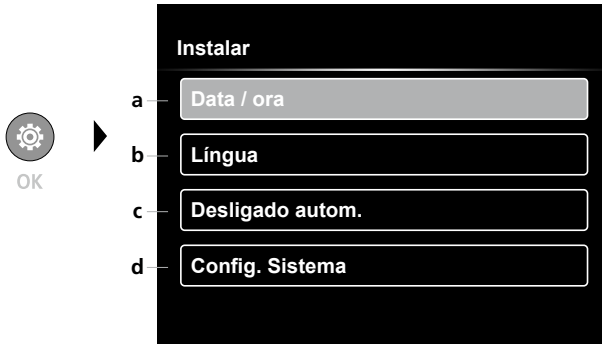 Instalar
a Data / ora
b Língua
OK
c Desligado autom.
d Config. Sistema